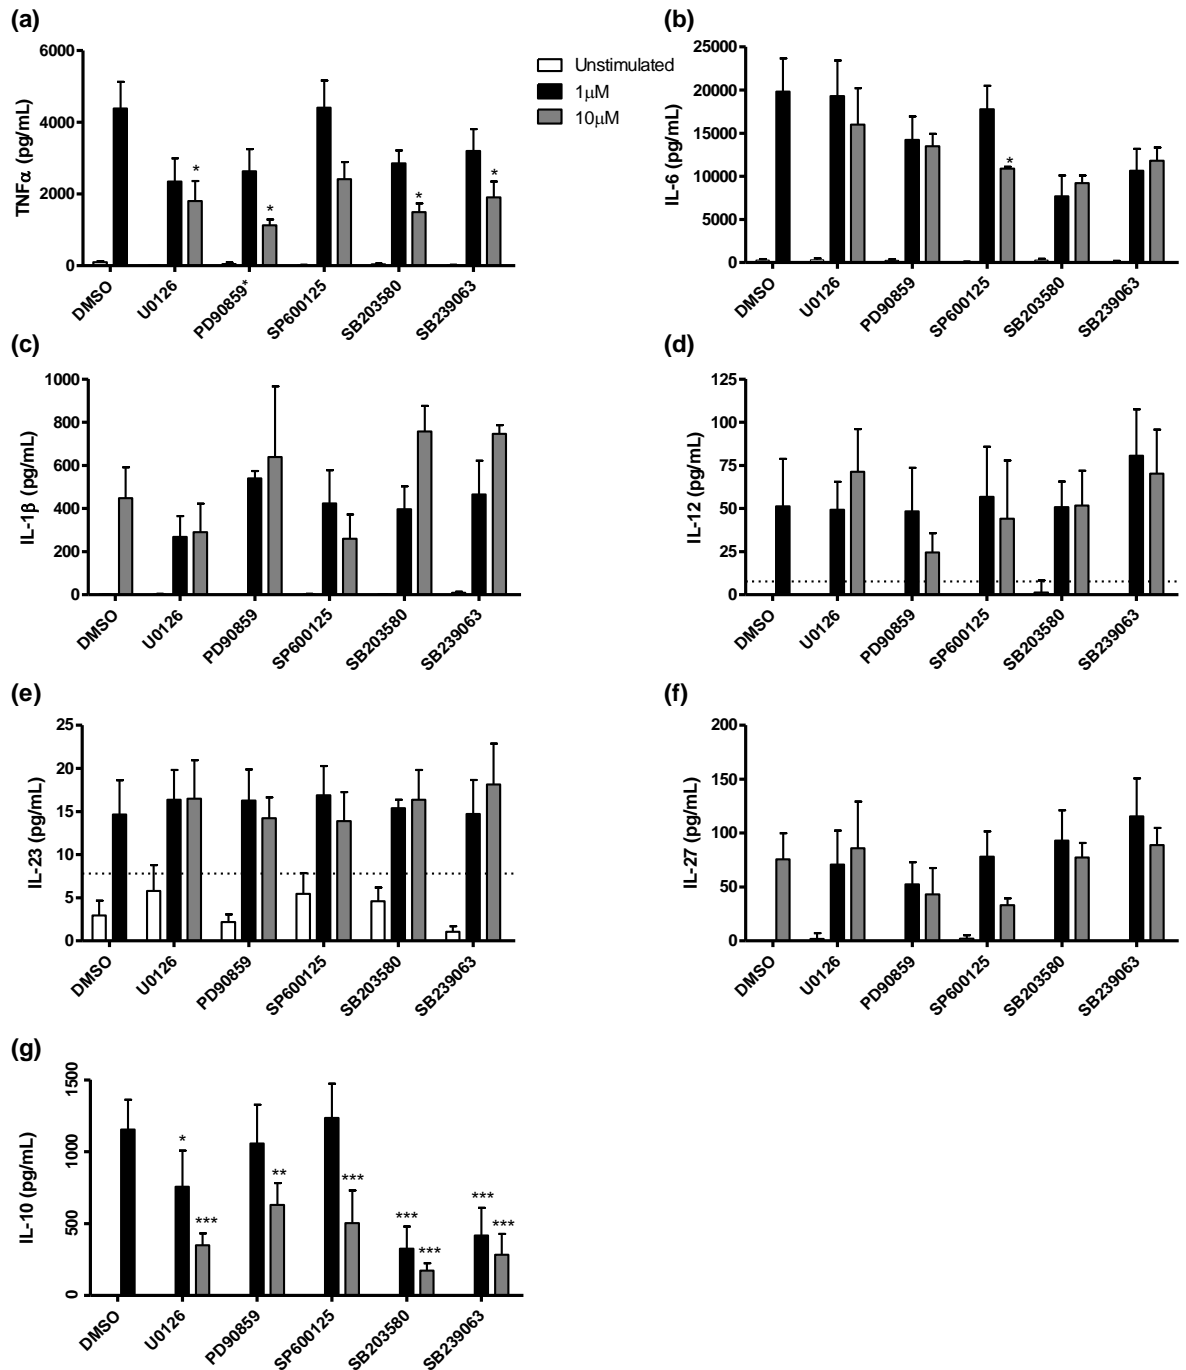 (a)
TNFα (pg/mL)
6000
4000
2000
0
*
*
*
*
DMSO
U0126
PD90859*
SP600125
SB203580
SB239063
Unstimulated
1μM
10μM
(b)
IL-6 (pg/mL)
25000
20000
15000
10000
5000
0
*
DMSO
U0126
PD90859
SP600125
SB203580
SB239063
(c)
IL-1β (pg/mL)
1000
800
600
400
200
0
DMSO
U0126
PD90859
SP600125
SB203580
SB239063
(d)
IL-12 (pg/mL)
125
100
75
50
25
0
DMSO
U0126
PD90859
SP600125
SB203580
SB239063
(e)
IL-23 (pg/mL)
25
20
15
10
5
0
DMSO
U0126
PD90859
SP600125
SB203580
SB239063
(f)
IL-27 (pg/mL)
200
150
100
50
0
DMSO
U0126
PD90859
SP600125
SB203580
SB239063
(g)
IL-10 (pg/mL)
1500
1000
500
0
*
***
**
***
***
***
***
***
DMSO
U0126
PD90859
SP600125
SB203580
SB239063